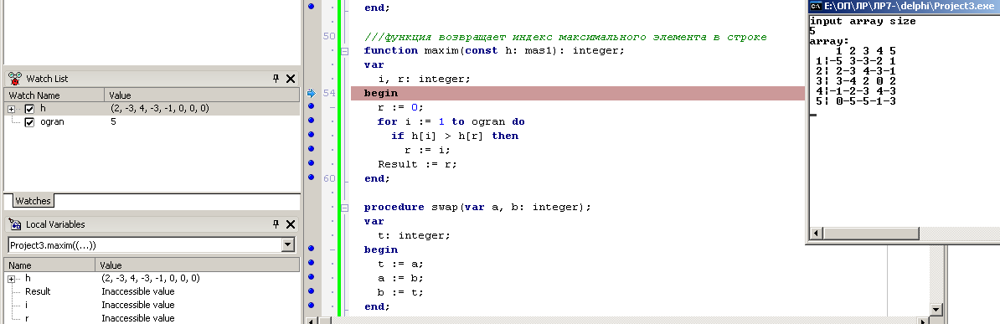 Watch List
Watch Name Value
h (2, -3, 4, -3, -1, 0, 0, 0)
ogran 5
Watches
Local Variables
Project3.maxim((...))
Name Value
h (2, -3, 4, -3, -1, 0, 0, 0)
Result Inaccessible value
i Inaccessible value
r Inaccessible value
end;
50 ///функция возвращает индекс максимального элемента в строке
function maxim(const h: mas1): integer;
var
i, r: integer;
54 begin
r := 0;
for i := 1 to ogran do
if h[i] > h[r] then
r := i;
Result := r;
60 end;
procedure swap(var a, b: integer);
var
t: integer;
begin
t := a;
a := b;
b := t;
end;
E:\ОП\ЛР\ЛР7-\delphi\Project3.exe
input array size
5
array:
1 2 3 4 5
1¦-5 3-3-2 1
2¦ 2-3 4-3-1
3¦ 3-4 2 0 2
4¦-1-2-3 4-3
5¦ 0-5-5-1-3